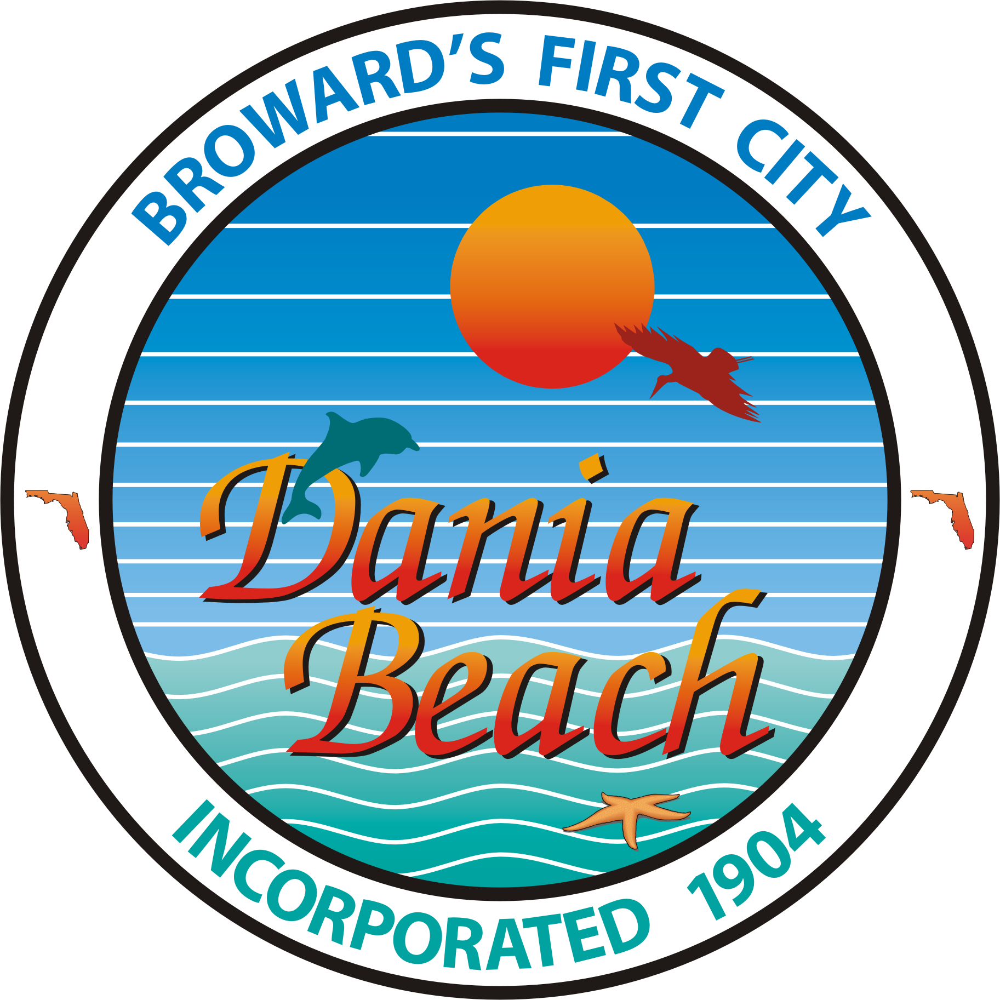 BROWARD’S FIRST CITY
Dania
Beach
INCORPORATED 1904